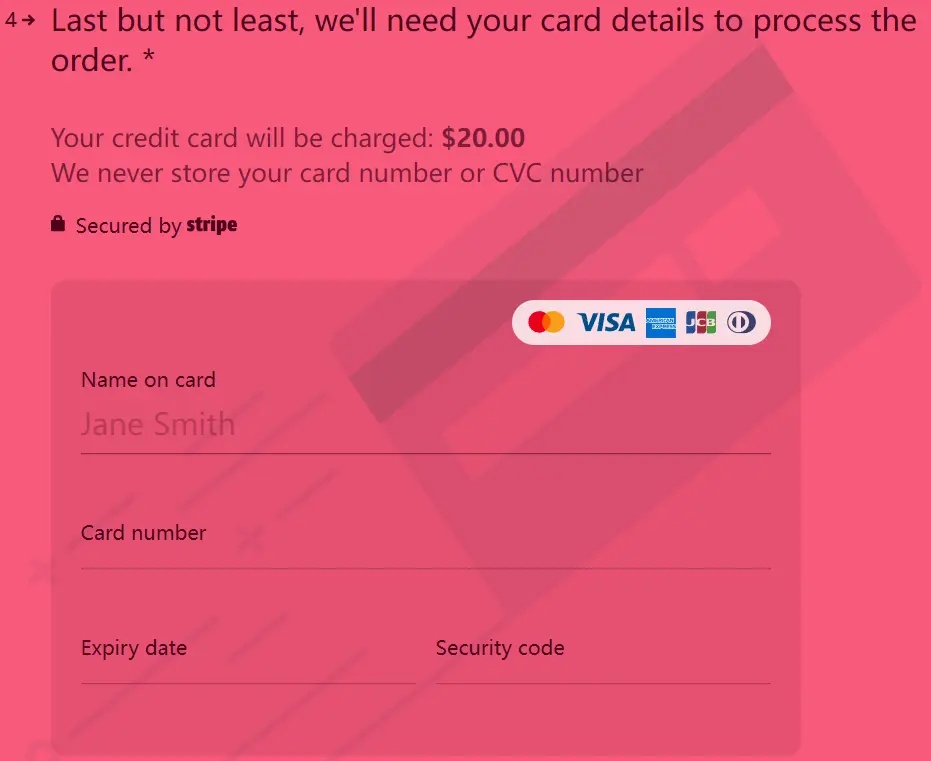 4→ Last but not least, we'll need your card details to process the
order. *
Your credit card will be charged: $20.00
We never store your card number or CVC number
Secured by stripe
VISA AMERICAN EXPRESS JCB
Name on card
Jane Smith
Card number
Expiry date Security code